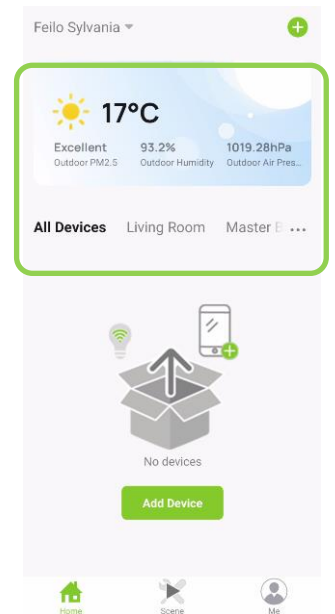 Feilo Sylvania
17°C
Excellent 93.2% 1019.28hPa
Outdoor PM2.5 Outdoor Humidity Outdoor Air Pres...
All Devices Living Room Master B ...
No devices
Add Device
Home Scene Me